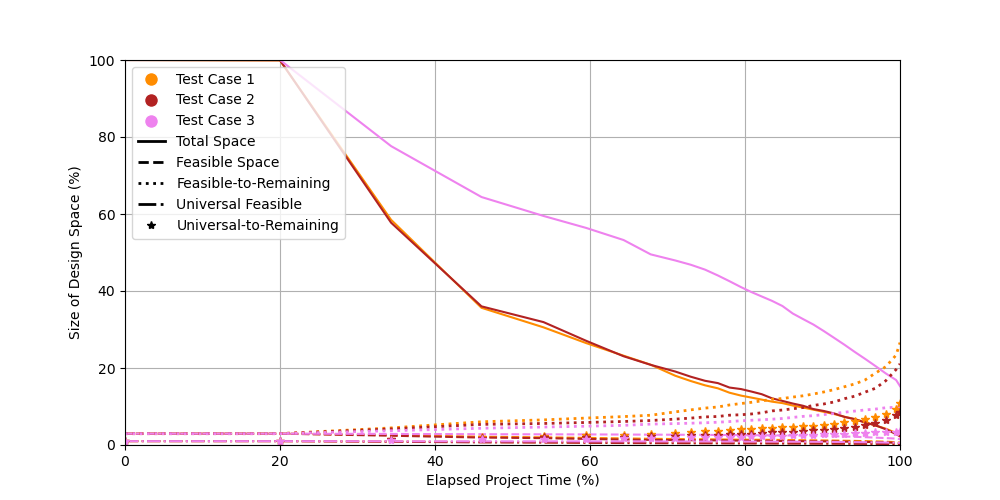 100
80
60
40
20
0
0
20
40
60
80
100
Size of Design Space (%)
Elapsed Project Time (%)
Test Case 1
Test Case 2
Test Case 3
Total Space
Feasible Space
Feasible-to-Remaining
Universal Feasible
Universal-to-Remaining